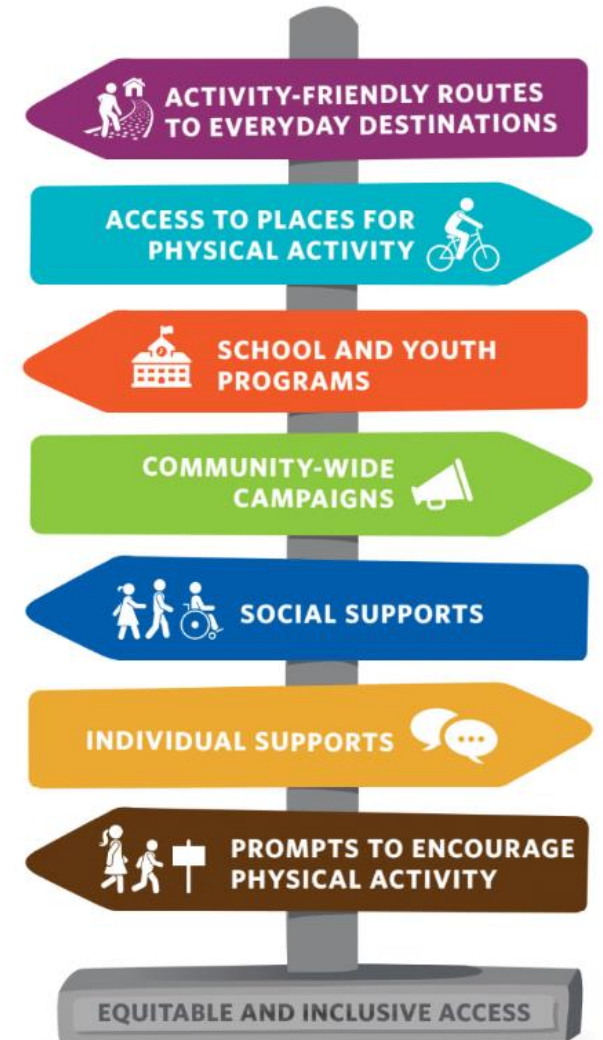 ACTIVITY-FRIENDLY ROUTES
TO EVERYDAY DESTINATIONS
ACCESS TO PLACES FOR
PHYSICAL ACTIVITY
SCHOOL AND YOUTH
PROGRAMS
COMMUNITY-WIDE
CAMPAIGNS
SOCIAL SUPPORTS
INDIVIDUAL SUPPORTS
PROMPTS TO ENCOURAGE
PHYSICAL ACTIVITY
EQUITABLE AND INCLUSIVE ACCESS